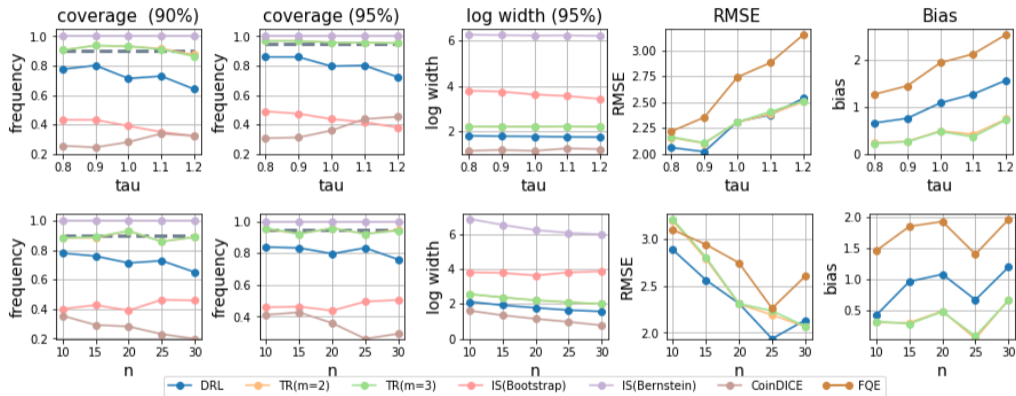 coverage (90%)
coverage (95%)
log width (95%)
RMSE
Bias
frequency
1.0
0.8
0.6
0.4
0.2
0.8 0.9 1.0 1.1 1.2
tau
frequency
1.0
0.8
0.6
0.4
0.2
0.8 0.9 1.0 1.1 1.2
tau
log width
6
4
2
0.8 0.9 1.0 1.1 1.2
tau
RMSE
3.00
2.75
2.50
2.25
2.00
0.8 0.9 1.0 1.1 1.2
tau
bias
2
1
0
0.8 0.9 1.0 1.1 1.2
tau
frequency
1.0
0.8
0.6
0.4
0.2
10 15 20 25 30
n
frequency
1.0
0.8
0.6
0.4
10 15 20 25 30
n
log width
6
4
2
0
10 15 20 25 30
n
RMSE
3.0
2.5
2.0
10 15 20 25 30
n
bias
2.0
1.5
1.0
0.5
10 15 20 25 30
n
DRL TR(m=2) TR(m=3) IS(Bootstrap) IS(Bernstein) CoinDICE FQE